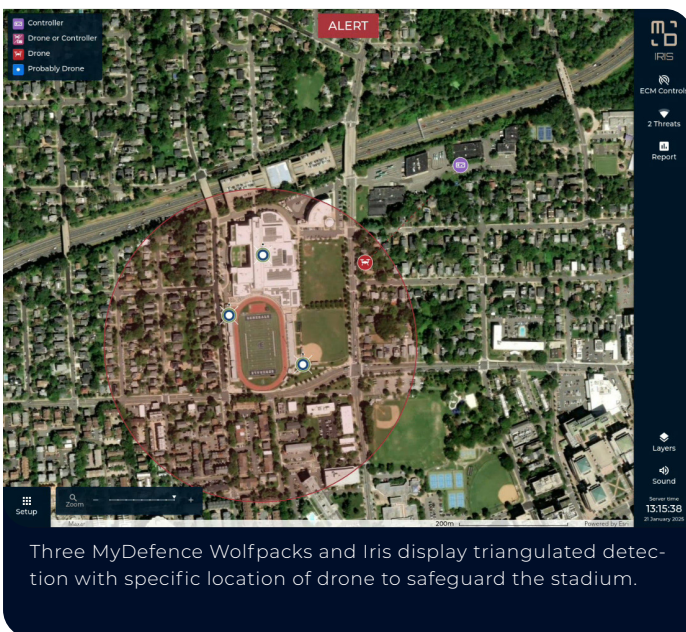 Controller
Drone or Controller
Drone
Probably Drone
ALERT
IRIS
ECM Controls
2 Threats
Report
Layers
Sound
Server time
13:15:38
21 January 2025
Setup
Zoom
200m
Powered by Esri
Three MyDefence Wolfpacks and Iris display triangulated detec-
tion with specific location of drone to safeguard the stadium.